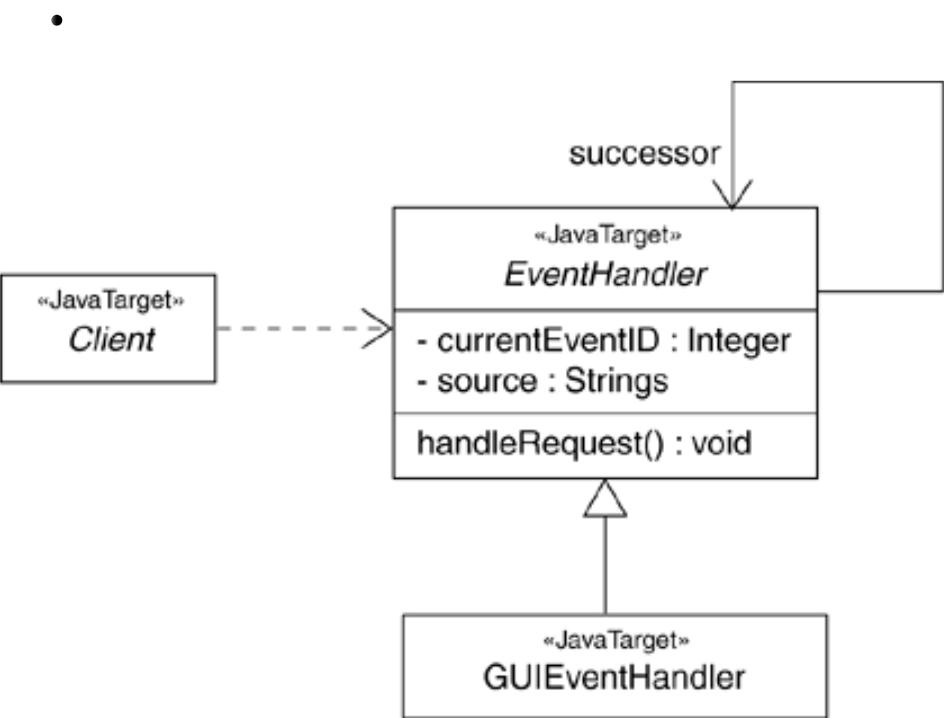 successor
«JavaTarget»
EventHandler
- currentEventID : Integer
- source : Strings
handleRequest() : void
«JavaTarget»
Client
«JavaTarget»
GUIEventHandler